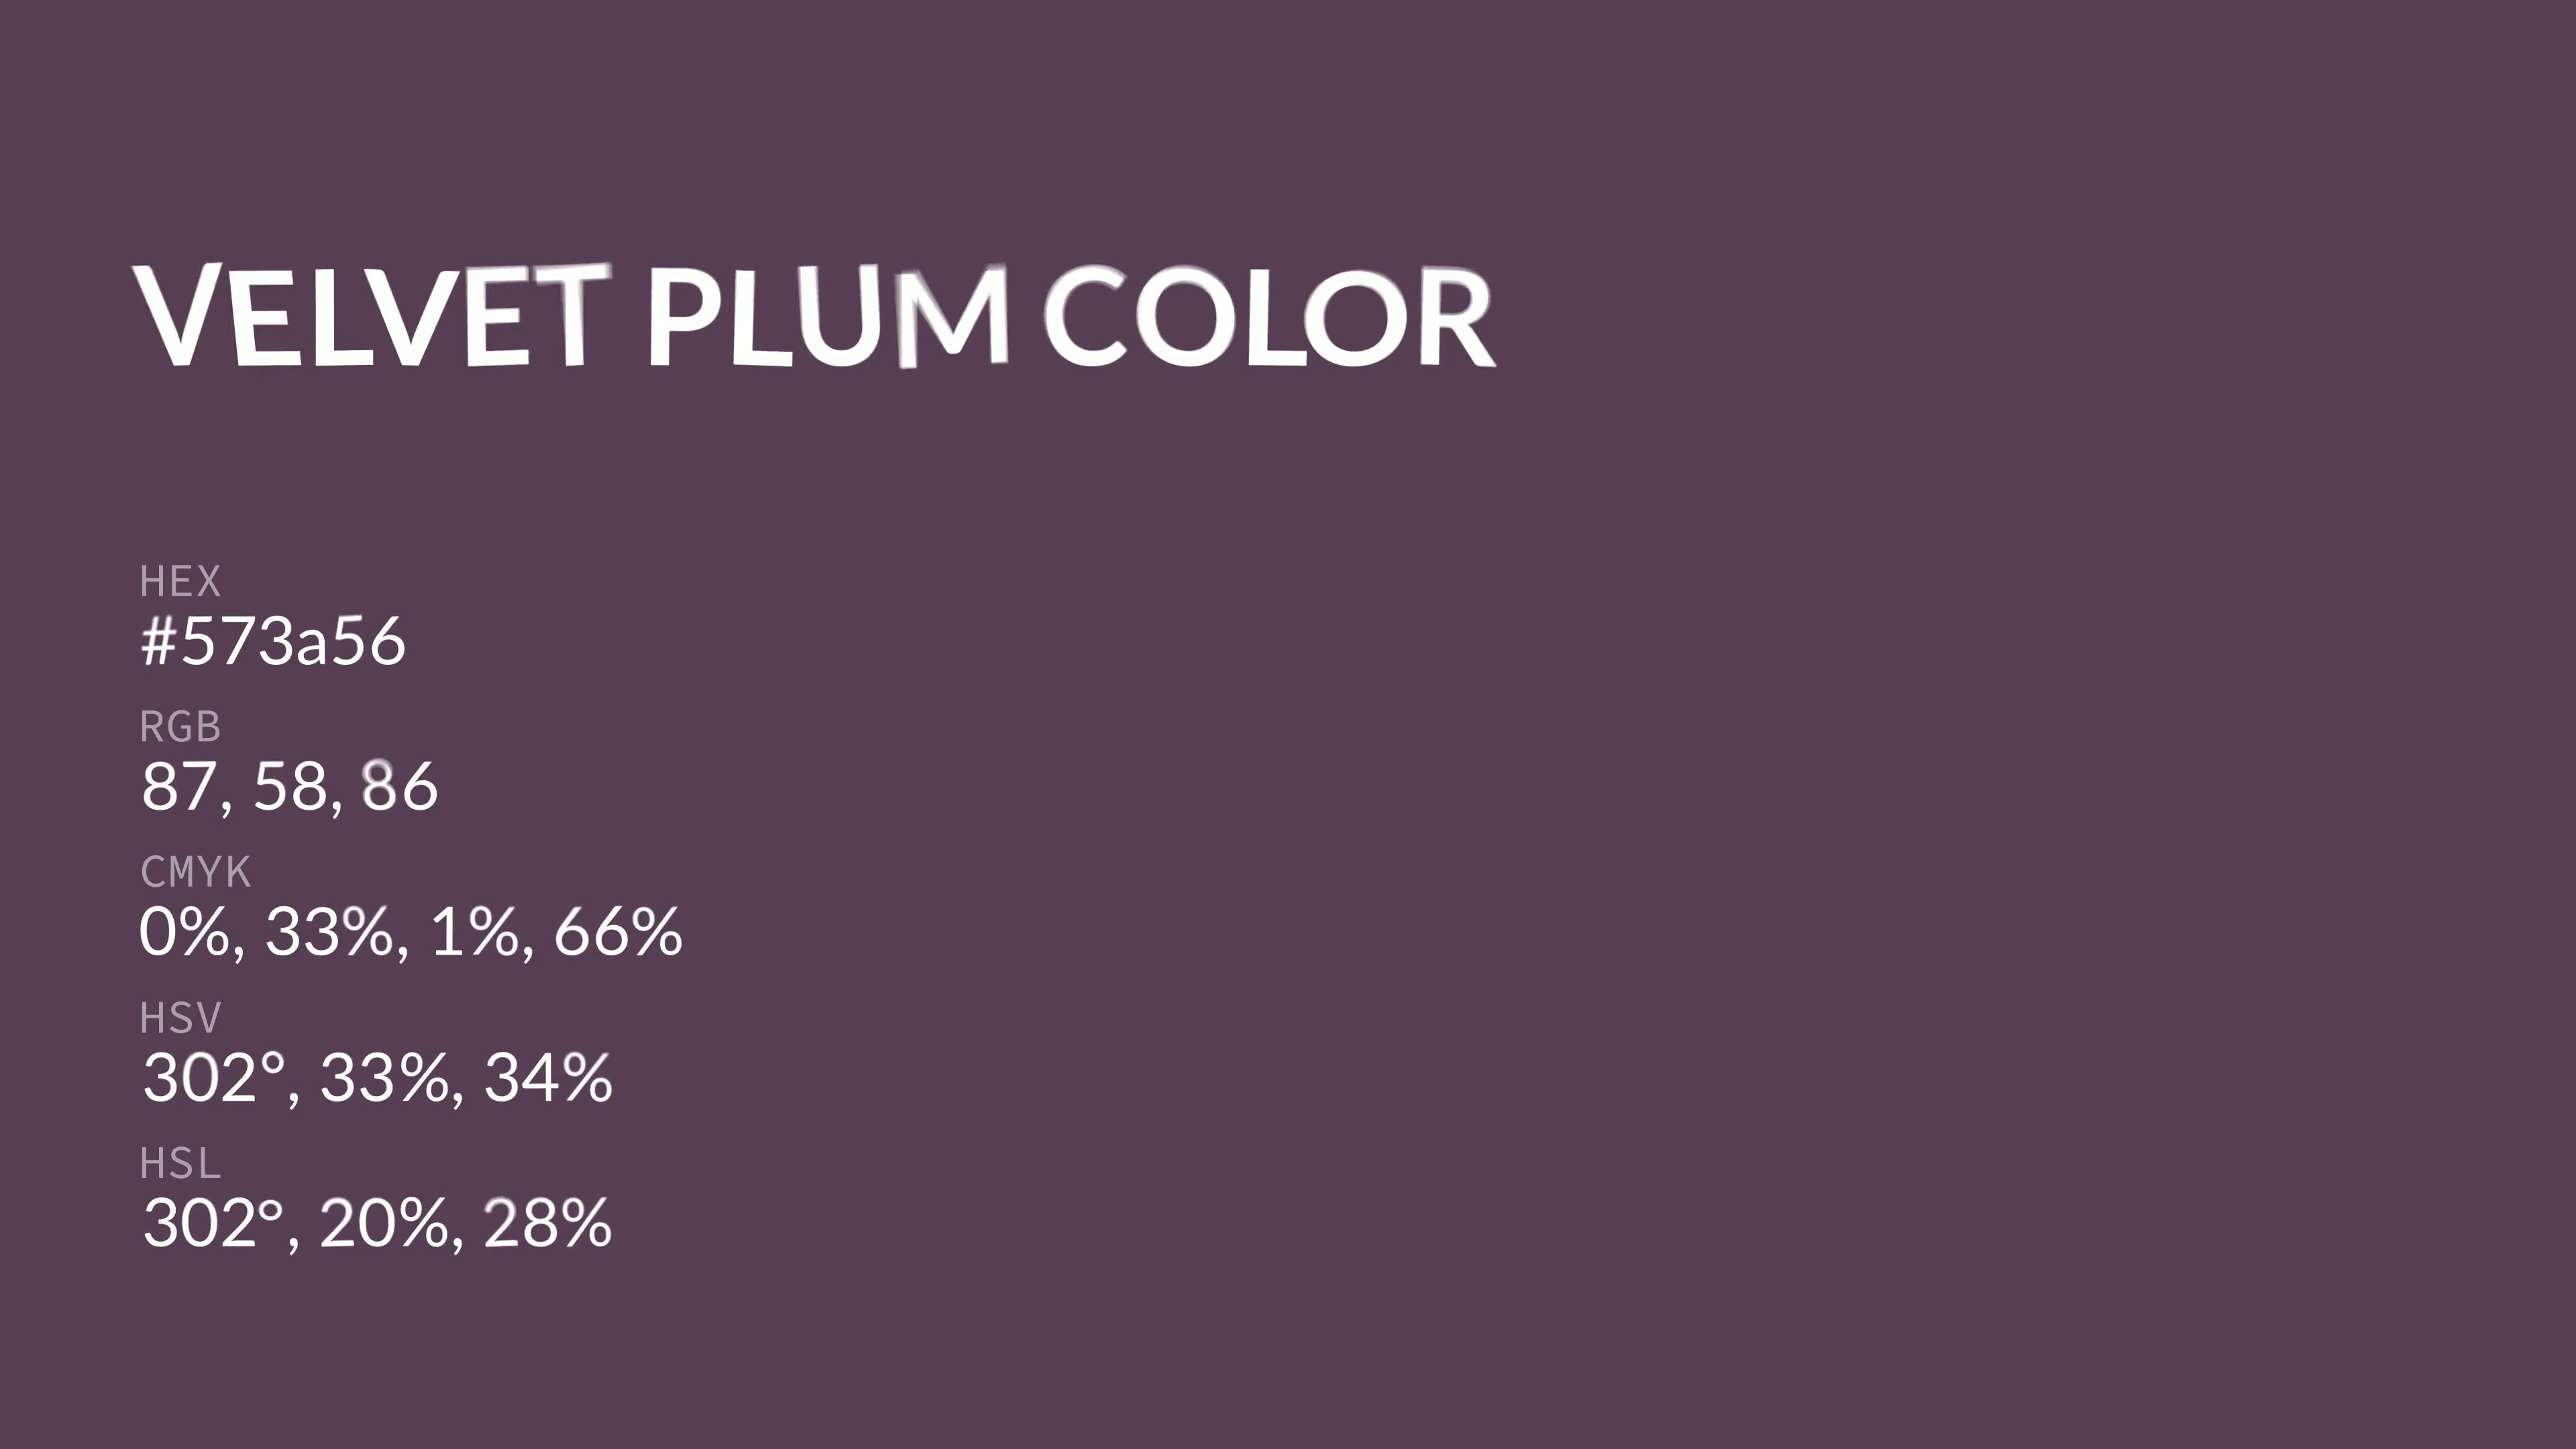 VELVET PLUM COLOR
HEX
#573a56
RGB
87, 58, 86
CMYK
0%, 33%, 1%, 66%
HSV
302°, 33%, 34%
HSL
302°, 20%, 28%